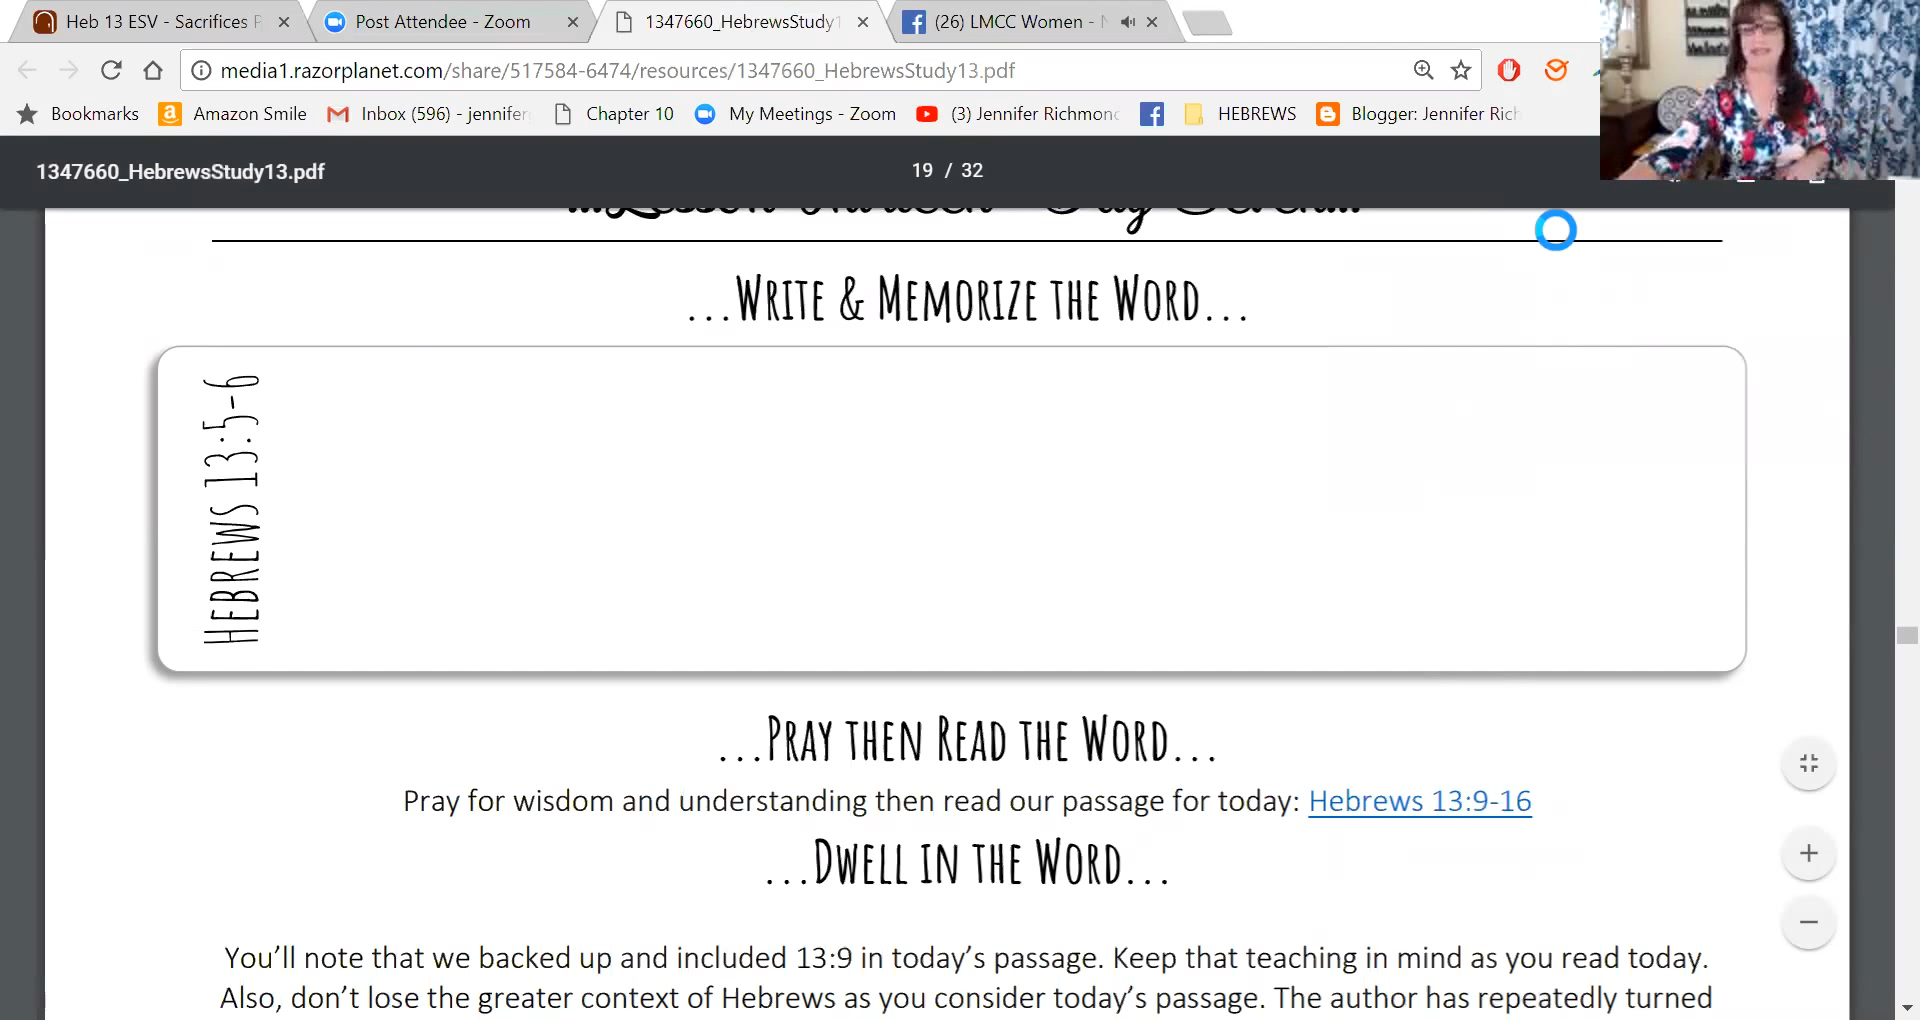 Heb 13 ESV - Sacrifices P
Post Attendee - Zoom
1347660_HebrewsStudy1
(26) LMCC Women -
media1.razorplanet.com/share/517584-6474/resources/1347660_HebrewsStudy13.pdf
Bookmarks
Amazon Smile
Inbox (596) - jennifer
Chapter 10
My Meetings - Zoom
(3) Jennifer Richmond
HEBREWS
Blogger: Jennifer Rich
1347660_HebrewsStudy13.pdf
19 / 32
...WRITE & MEMORIZE THE WORD...
HEBREWS 13:5-6
...PRAY THEN READ THE WORD...
Pray for wisdom and understanding then read our passage for today: Hebrews 13:9-16
...DWELL IN THE WORD...
You’ll note that we backed up and included 13:9 in today’s passage. Keep that teaching in mind as you read today.
Also, don’t lose the greater context of Hebrews as you consider today’s passage. The author has repeatedly turned